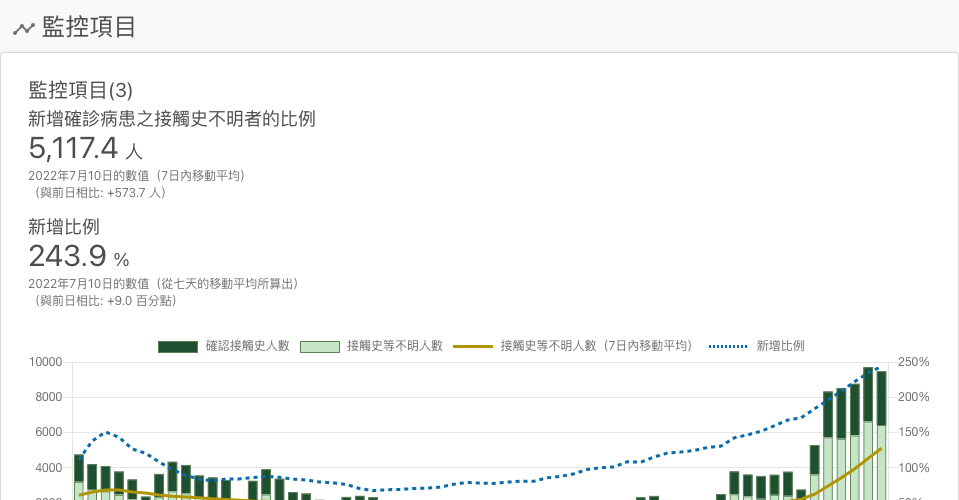 監控項目
監控項目(3)
新增確診病患之接觸史不明者的比例
5,117.4 人
2022年7月10日的數值（7日內移動平均）
（與前日相比: +573.7 人）
新增比例
243.9 %
2022年7月10日的數值（從七天的移動平均所算出）
（與前日相比: +9.0 百分點）
確認接觸史人數 接觸史等不明人數 接觸史等不明人數（7日內移動平均） 新增比例
10000 250%
8000 200%
6000 150%
4000 100%